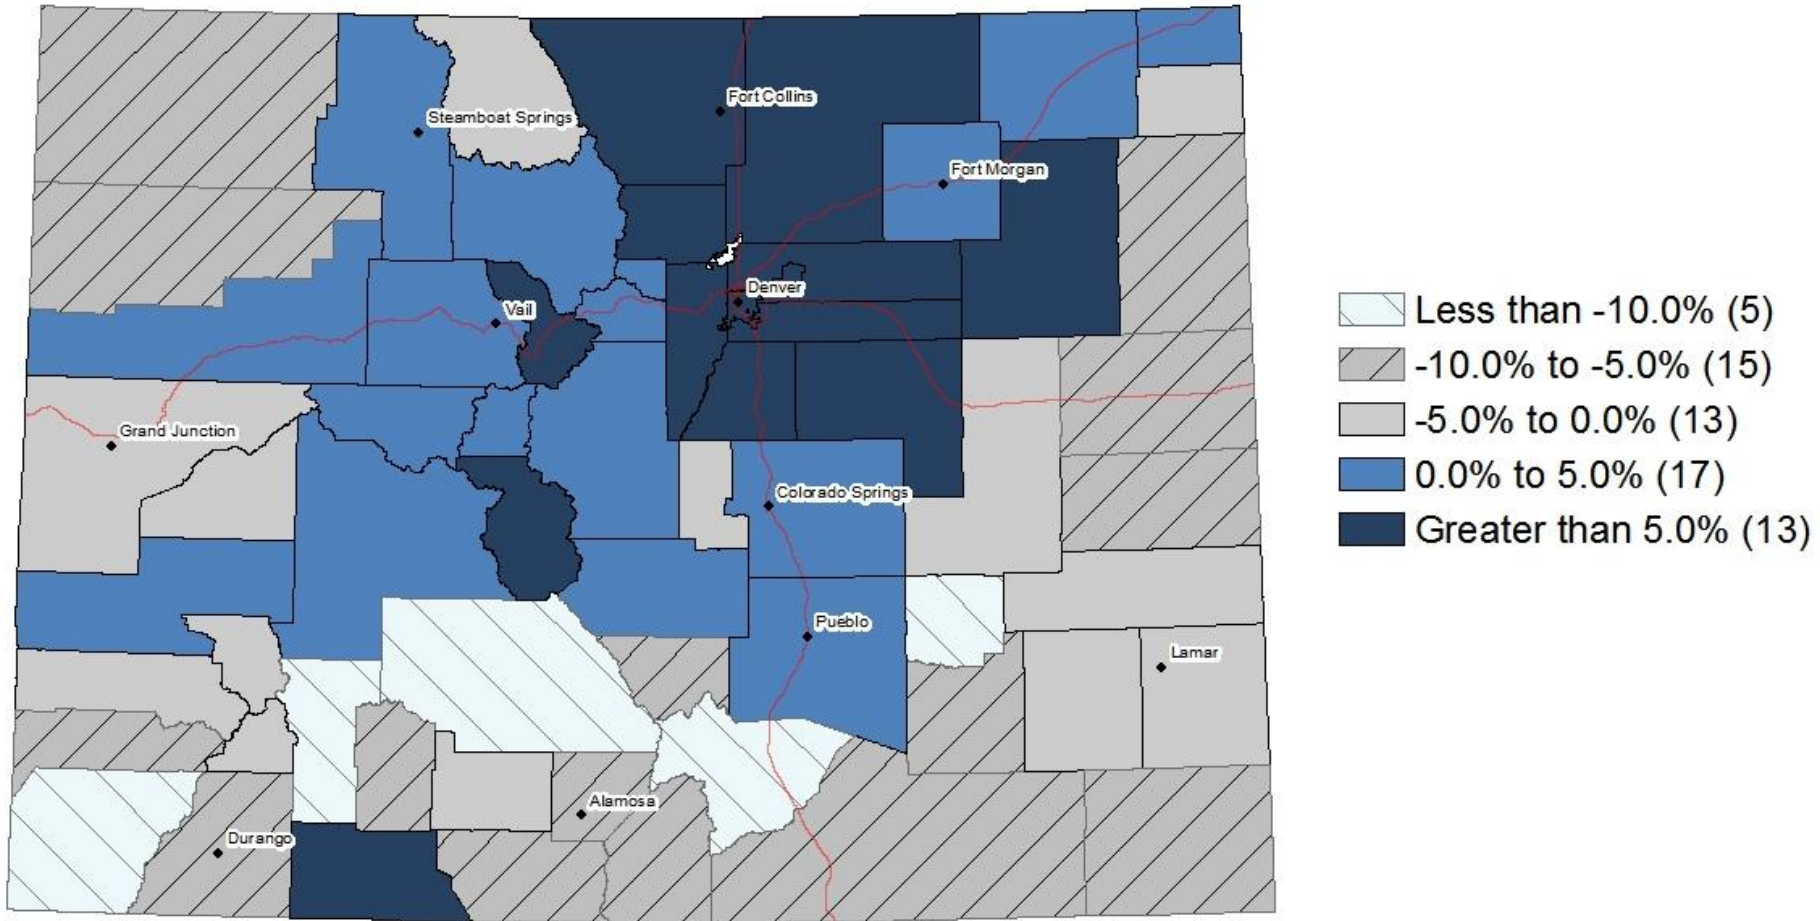 Fort Collins
Steamboat Springs
Fort Morgan
Denver
Vail
Grand Junction
Colorado Springs
Pueblo
Lamar
Alamosa
Durango
Less than -10.0% (5)
-10.0% to -5.0% (15)
-5.0% to 0.0% (13)
0.0% to 5.0% (17)
Greater than 5.0% (13)